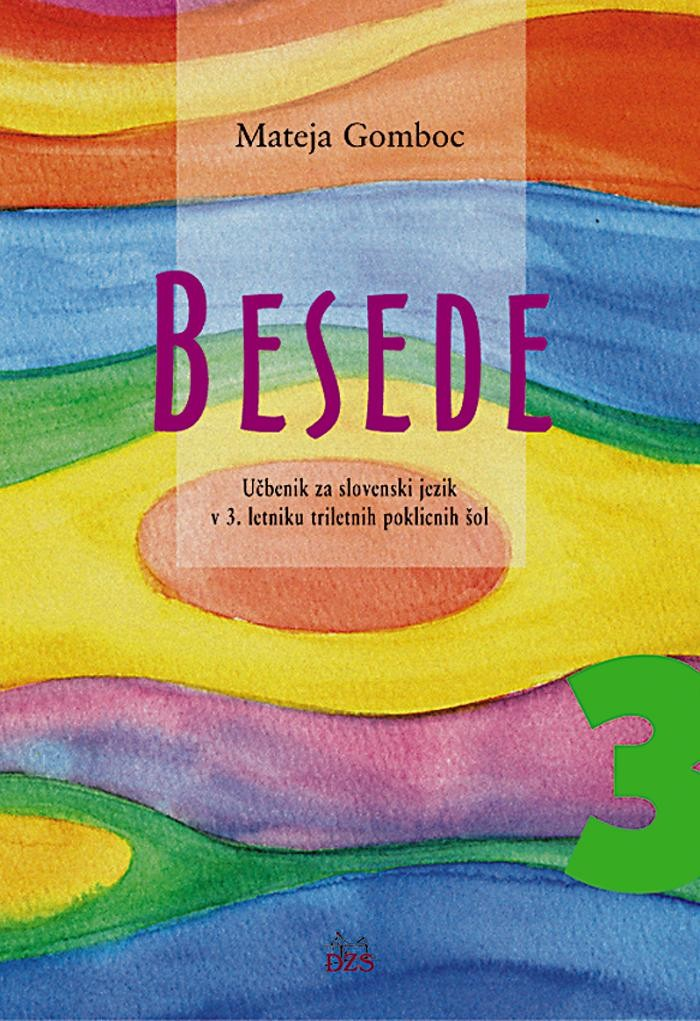 Mateja Gomboc
BESEDE
Učbenik za slovenski jezik
v 3. letniku triletnih poklicnih šol
3
DZS